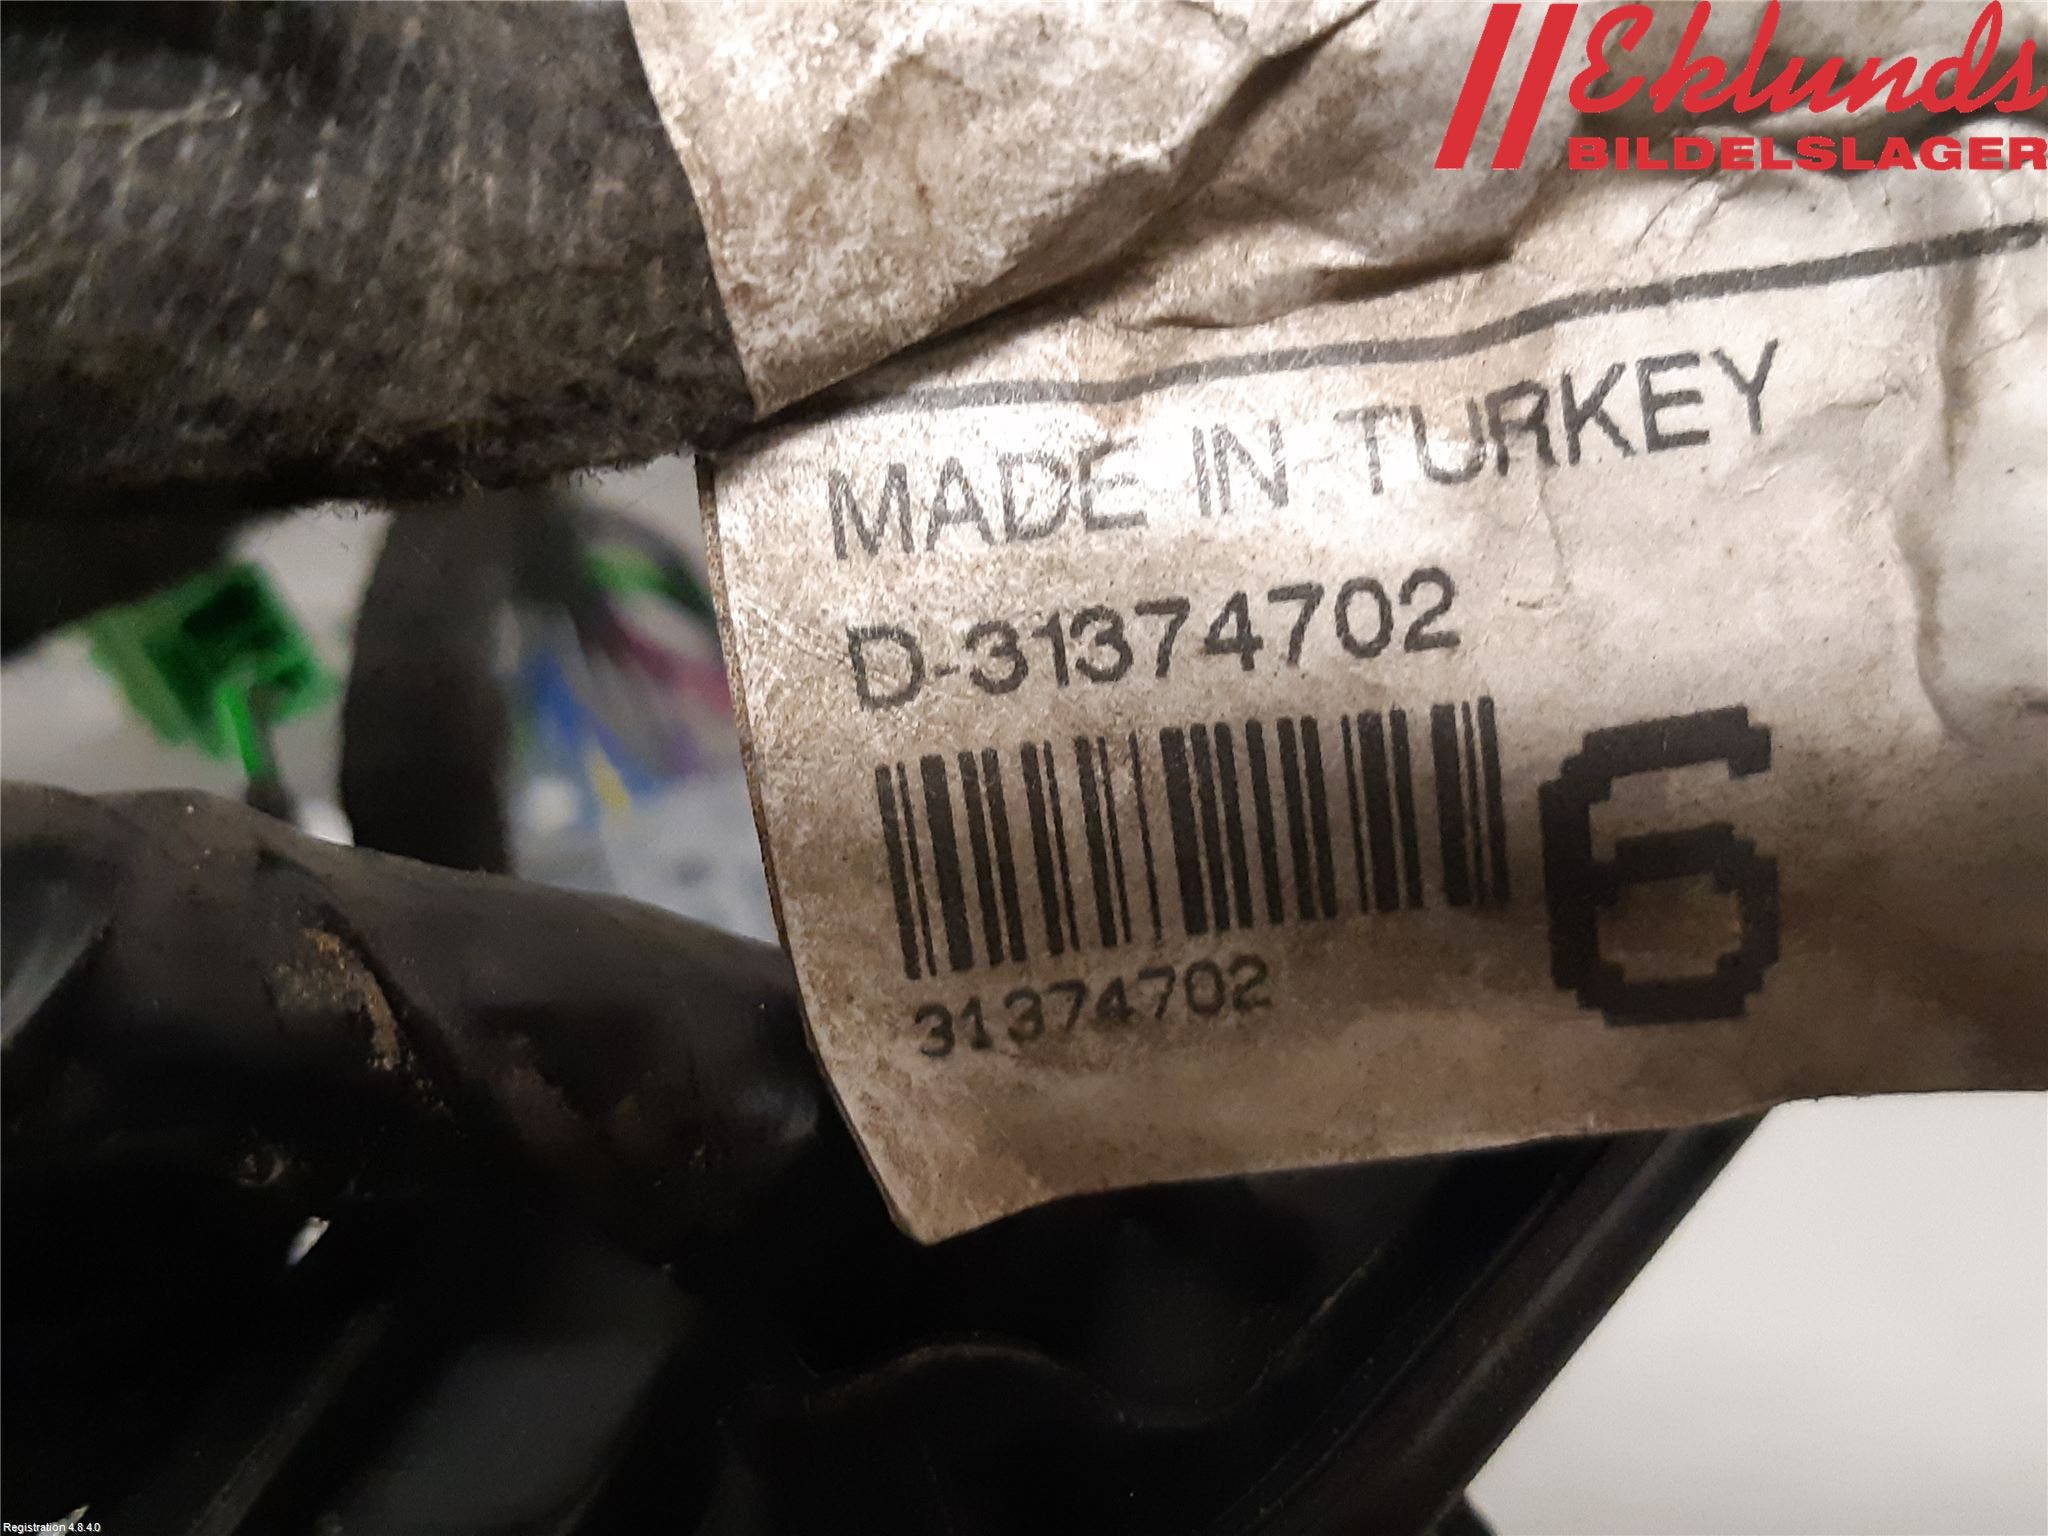 Eklunds
BILDELSLAGER
MADE IN TURKEY
D-31374702
6
31374702
Registration 4.8.4.0